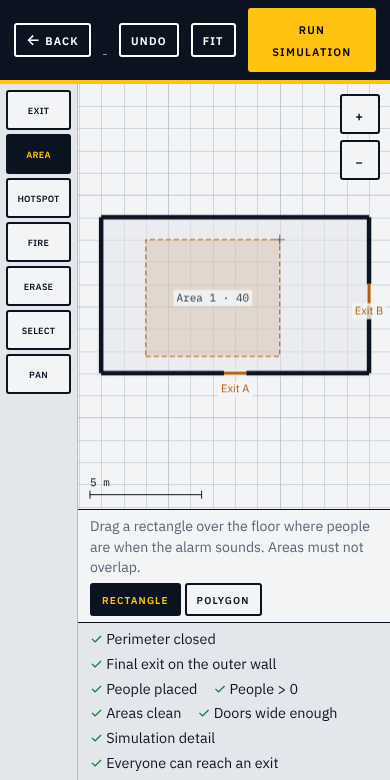 ← BACK
_
UNDO
FIT
RUN
SIMULATION
EXIT
AREA
HOTSPOT
FIRE
ERASE
SELECT
PAN
+
−
Area 1 · 40
Exit B
Exit A
5 m
Drag a rectangle over the floor where people
are when the alarm sounds. Areas must not
overlap.
RECTANGLE
POLYGON
✓ Perimeter closed
✓ Final exit on the outer wall
✓ People placed ✓ People > 0
✓ Areas clean ✓ Doors wide enough
✓ Simulation detail
✓ Everyone can reach an exit